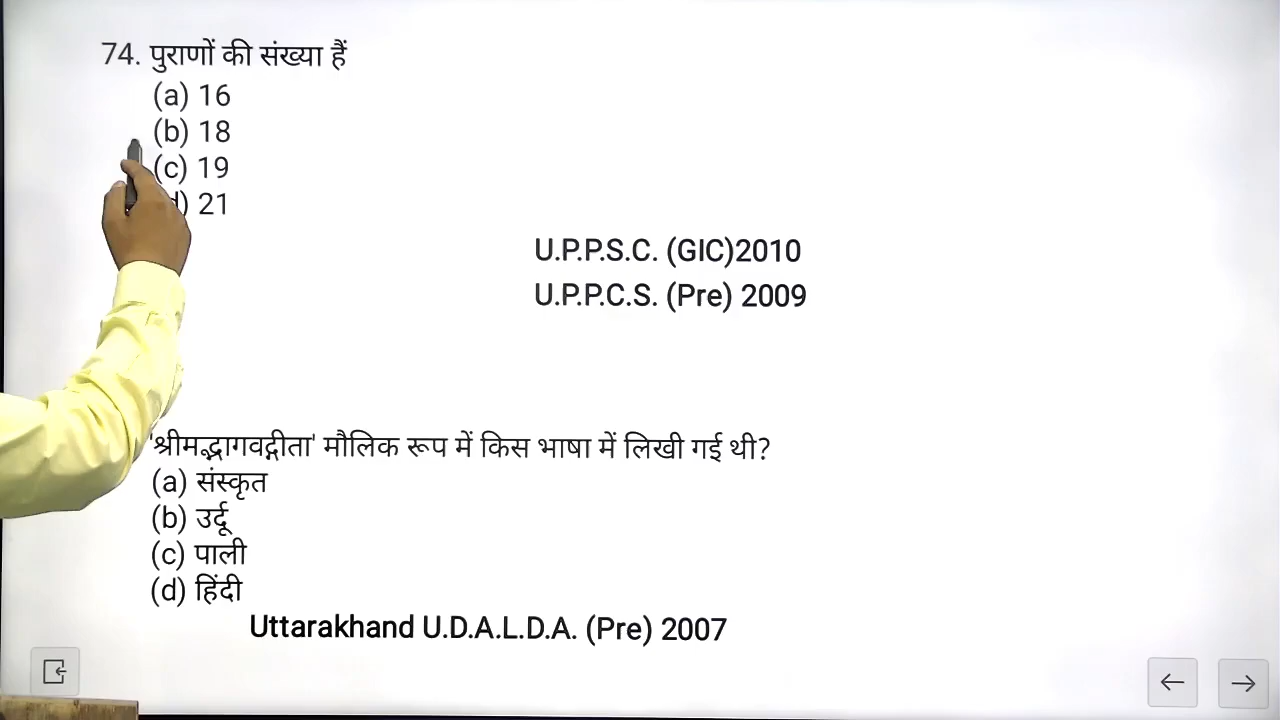 74. पुराणों की संख्या हैं
(a) 16
(b) 18
(c) 19
) 21
U.P.P.S.C. (GIC)2010
U.P.P.C.S. (Pre) 2009
'श्रीमद्भागवद्गीता' मौलिक रूप में किस भाषा में लिखी गई थी?
(a) संस्कृत
(b) उर्दू
(c) पाली
(d) हिंदी
Uttarakhand U.D.A.L.D.A. (Pre) 2007